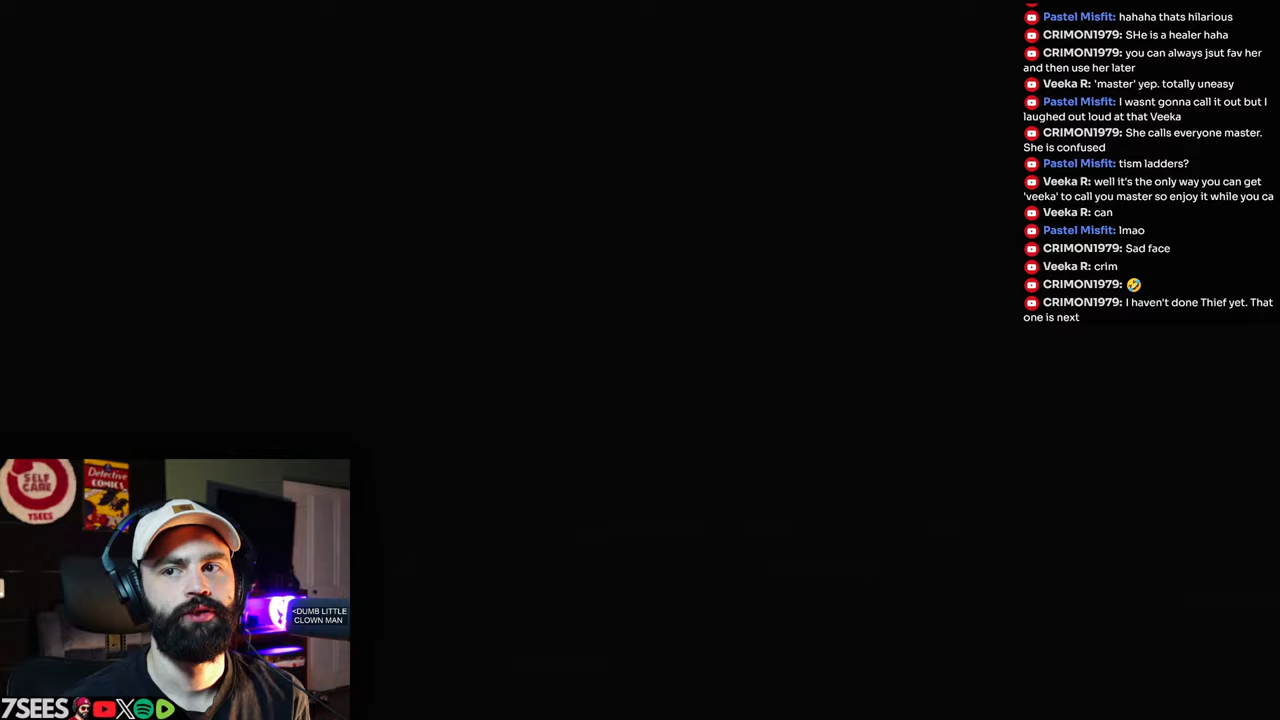 Pastel Misfit: hahaha thats hilarious
CRIMON1979: SHe is a healer haha
CRIMON1979: you can always jsut fav her
and then use her later
Veeka R: 'master' yep. totally uneasy
Pastel Misfit: I wasnt gonna call it out but I
laughed out loud at that Veeka
CRIMON1979: She calls everyone master.
She is confused
Pastel Misfit: tism ladders?
Veeka R: well it's the only way you can get
'veeka' to call you master so enjoy it while you ca
Veeka R: can
Pastel Misfit: lmao
CRIMON1979: Sad face
Veeka R: crim
CRIMON1979: 🤣
CRIMON1979: I haven't done Thief yet. That
one is next
SELF
CARE
7SEES
Detective
COMICS
<DUMB LITTLE
CLOWN MAN
7SEES